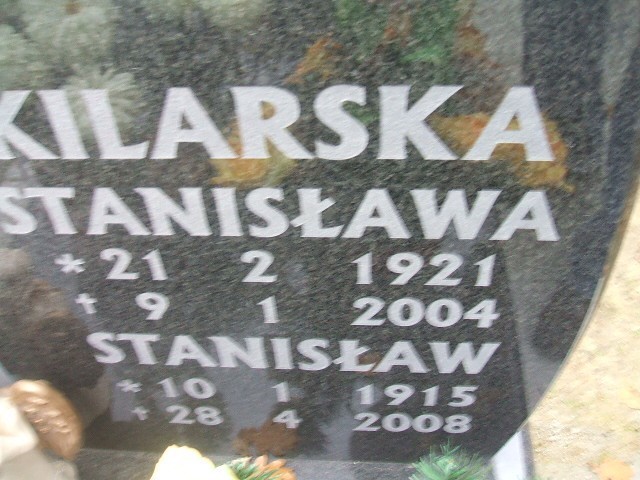 KILARSKA
STANISŁAWA
* 21 2 1921
† 9 1 2004
STANISŁAW
* 10 1 1915
† 28 4 2008